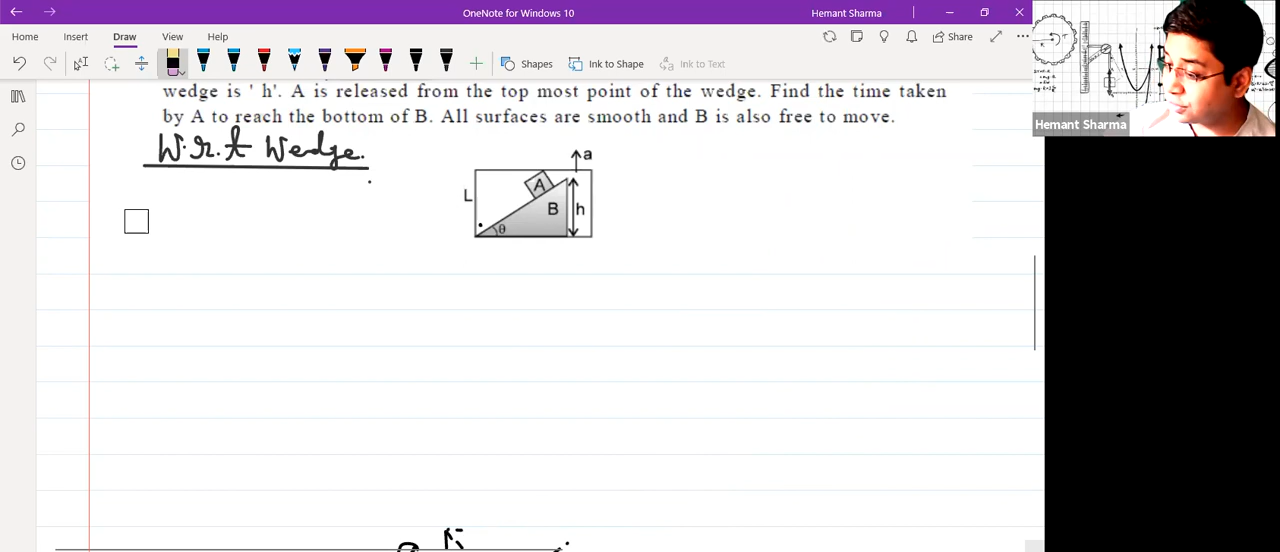 OneNote for Windows 10
Hemant Sharma
Home Insert Draw View Help
Share
Shapes Ink to Shape Ink to Text
wedge is ' h'. A is released from the top most point of the wedge. Find the time taken
by A to reach the bottom of B. All surfaces are smooth and B is also free to move.
W.r.t Wedge.
a
A
L
B h
θ
Hemant Sharma